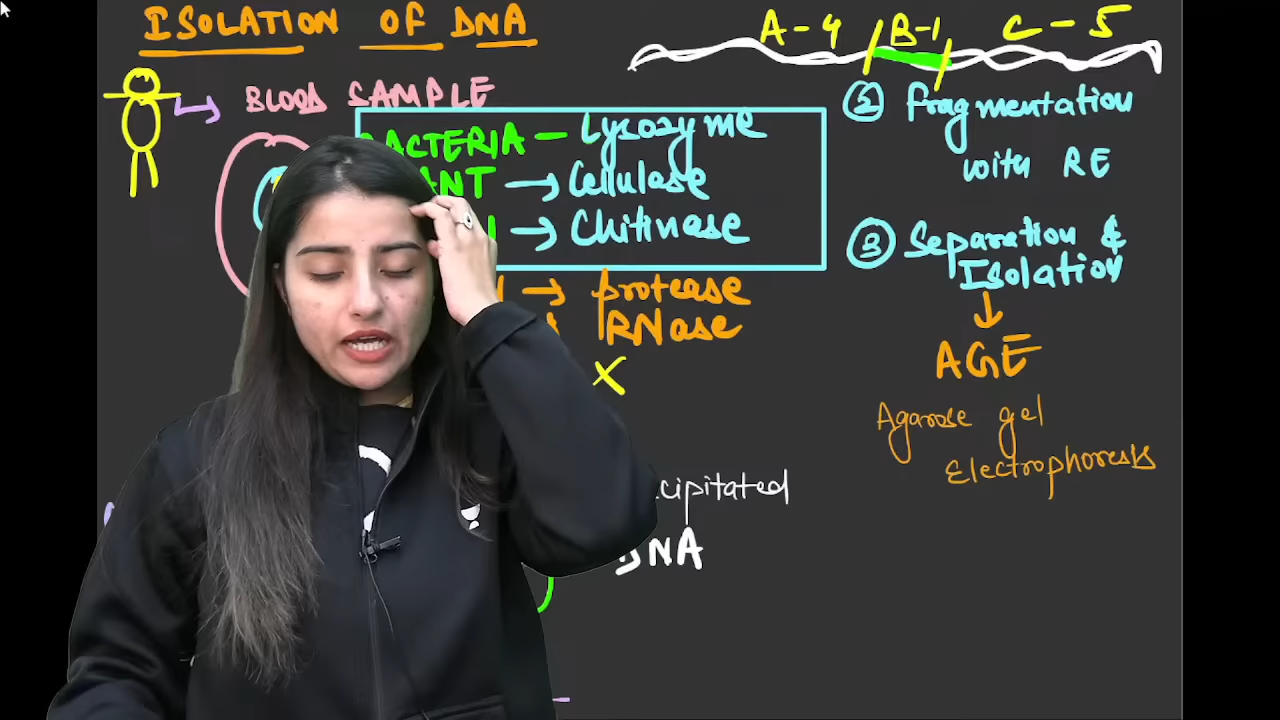 ISOLATION OF DNA
A-4 B-1 C-5
BLOOD SAMPLE
BACTERIA - Lysozyme
→ Cellulase
→ Chitinase
→ Protease
RNase
X
DNA
② Fragmentation
with RE
③ Separation &
Isolation
↓
AGE
Agarose gel
Electrophoresis